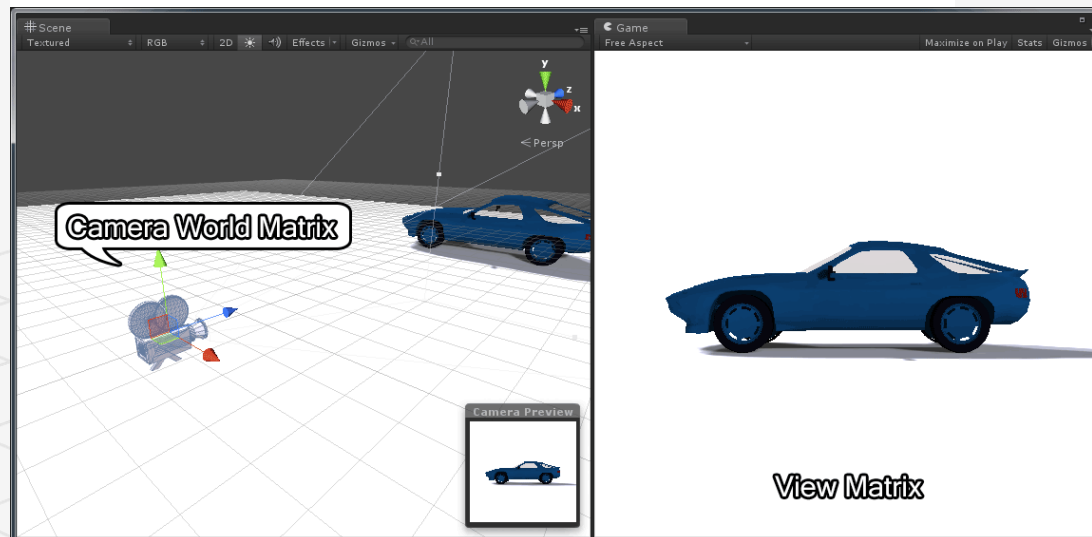 Scene
Textured RGB 2D Effects Gizmos All
y
z
x
Persp
Camera World Matrix
Camera Preview
Game
Free Aspect Maximize on Play Stats Gizmos
View Matrix